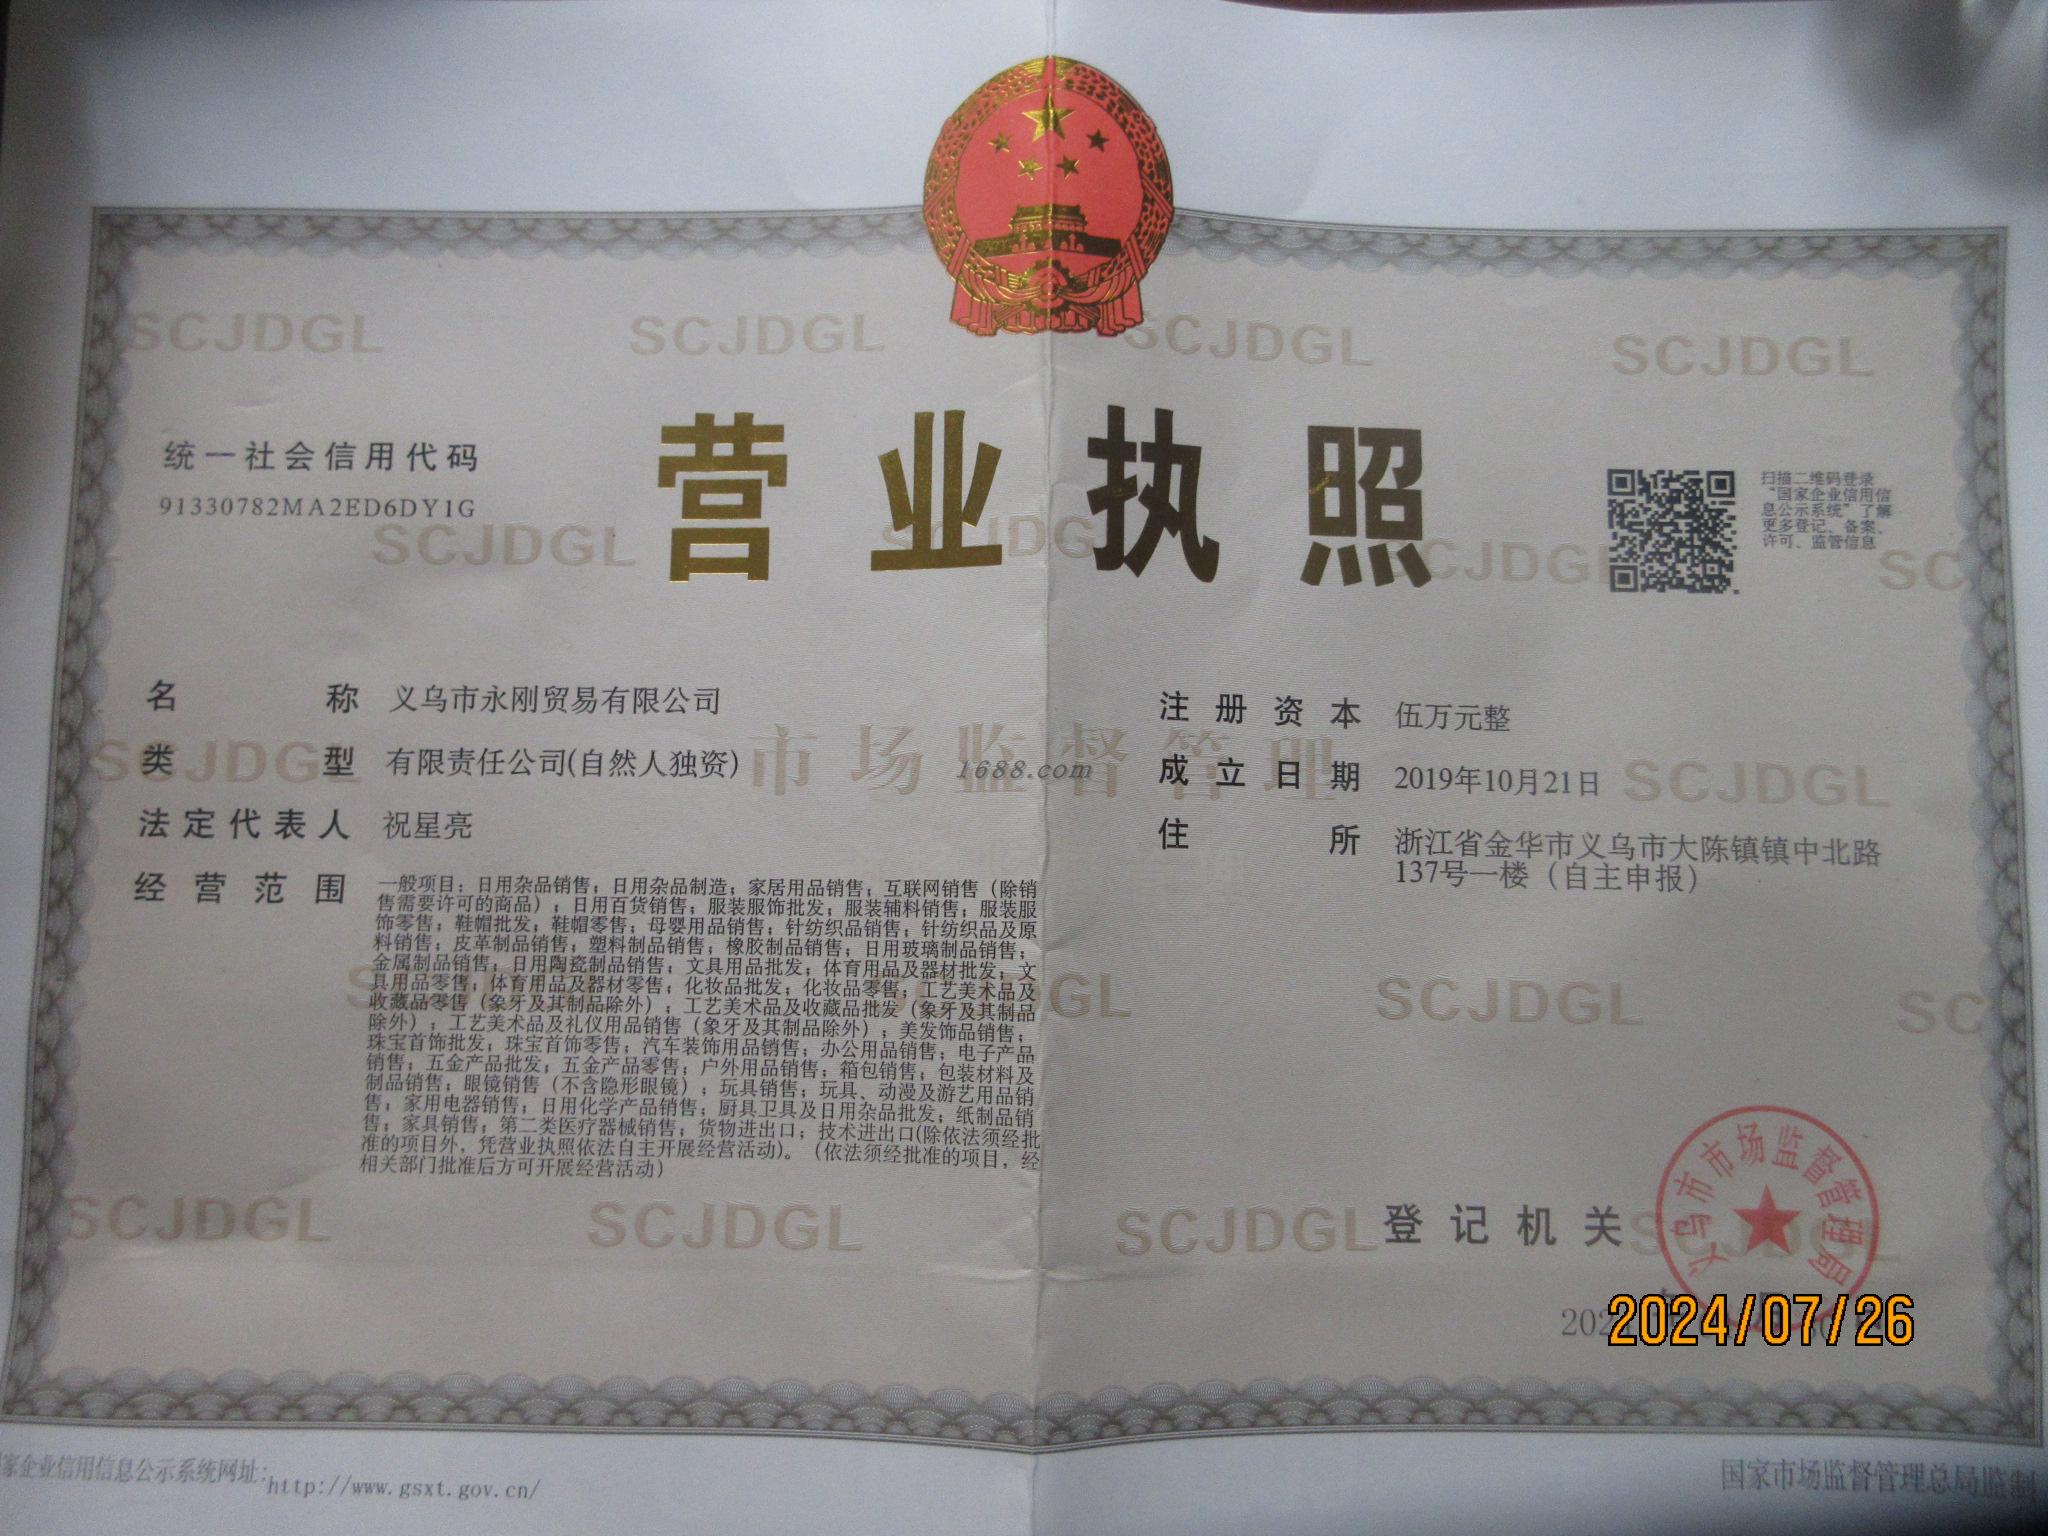 营业执照
统一社会信用代码
91330782MA2ED6DY1G
扫描二维码登录
“国家企业信用信
息公示系统”了解
更多登记、备案、
许可、监管信息
名称 义乌市永刚贸易有限公司
类型 有限责任公司(自然人独资)
法定代表人 祝星亮
经营范围 一般项目：日用杂品销售；日用杂品制造；家居用品销售；互联网销售（除销
售需要许可的商品）；日用百货销售；服装服饰批发；服装辅料销售；服装服
饰零售；鞋帽批发；鞋帽零售；母婴用品销售；针纺织品销售；针纺织品及原
料销售；皮革制品销售；塑料制品销售；橡胶制品销售；日用玻璃制品销售；
金属制品销售；日用陶瓷制品销售；文具用品批发；体育用品及器材批发；文
具用品零售；体育用品及器材零售；化妆品批发；化妆品零售；工艺美术品及
收藏品零售（象牙及其制品除外）；工艺美术品及收藏品批发（象牙及其制品
除外）；工艺美术品及礼仪用品销售（象牙及其制品除外）；美发饰品销售；
珠宝首饰批发；珠宝首饰零售；汽车装饰用品销售；办公用品销售；电子产品
销售；五金产品批发；五金产品零售；户外用品销售；箱包销售；包装材料及
制品销售；眼镜销售（不含隐形眼镜）；玩具销售；玩具、动漫及游艺用品销
售；家用电器销售；日用化学产品销售；厨具卫具及日用杂品批发；纸制品销
售；家具销售；第二类医疗器械销售；货物进出口；技术进出口(除依法须经批
准的项目外，凭营业执照依法自主开展经营活动)。（依法须经批准的项目，经
相关部门批准后方可开展经营活动）
注册资本 伍万元整
成立日期 2019年10月21日
住所 浙江省金华市义乌市大陈镇镇中北路
137号一楼（自主申报）
市场监督管理
1688.com
SCJDGL SCJDGL SCJDGL SCJDGL
登记机关
义乌市市场监督管理局
2024/07/26
家企业信用信息公示系统网址：http://www.gsxt.gov.cn/
国家市场监督管理总局监制